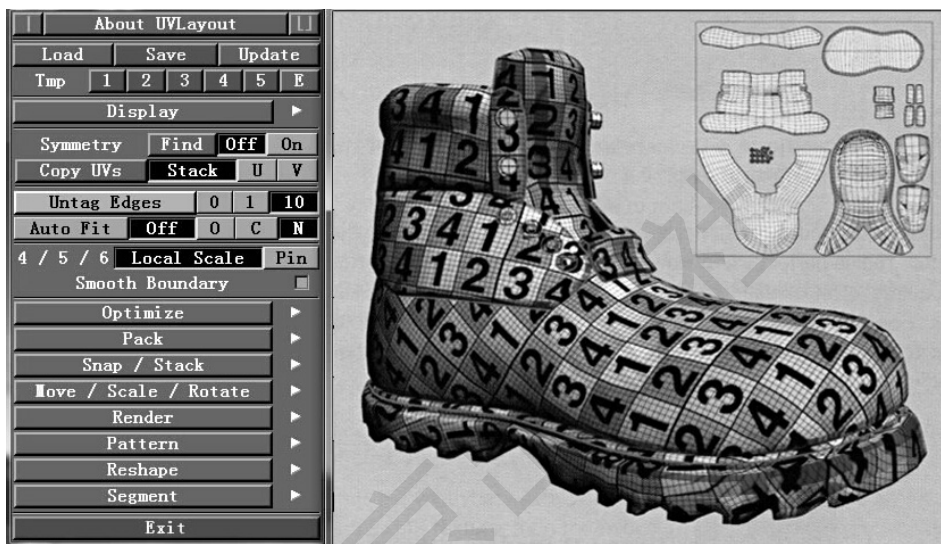 About UVLayout
Load Save Update
Tmp 1 2 3 4 5 E
Display
Symmetry Find Off On
Copy UVs Stack U V
Untag Edges 0 1 10
Auto Fit Off O C N
4 / 5 / 6 Local Scale Pin
Smooth Boundary
Optimize
Pack
Snap / Stack
Move / Scale / Rotate
Render
Pattern
Reshape
Segment
Exit